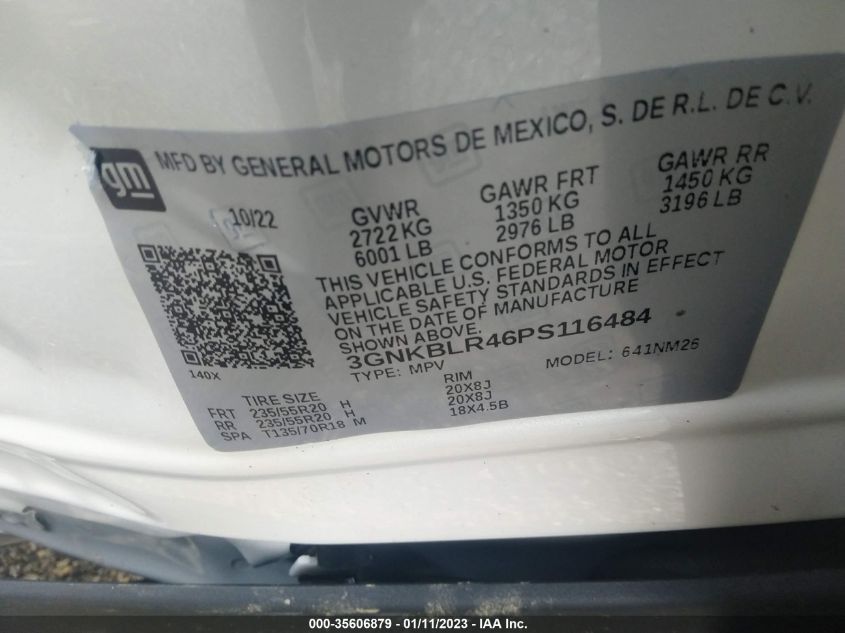 gm
MFD BY GENERAL MOTORS DE MEXICO, S. DE R.L. DE C.V.
10/22
GVWR
2722 KG
6001 LB
GAWR FRT
1350 KG
2976 LB
GAWR RR
1450 KG
3196 LB
THIS VEHICLE CONFORMS TO ALL
APPLICABLE U.S. FEDERAL MOTOR
VEHICLE SAFETY STANDARDS IN EFFECT
ON THE DATE OF MANUFACTURE
SHOWN ABOVE.
3GNKBLR46PS116484
TYPE: MPV MODEL: 641NM26
140X
TIRE SIZE RIM
FRT 235/55R20 H 20X8J
RR 235/55R20 H 20X8J
SPA T135/70R18 M 18X4.5B
000-35606879 / 01/11/2023 - IAA Inc.